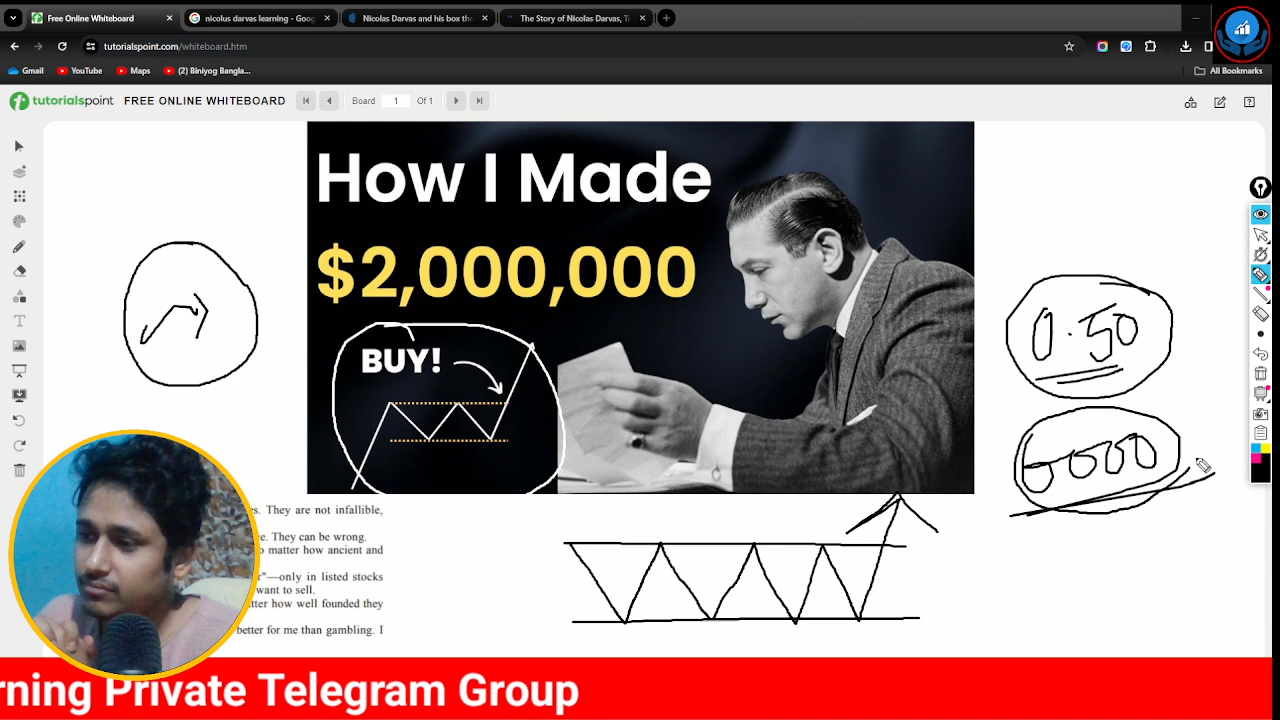 Free Online Whiteboard
nicolus darvas learning - Goog
Nicolas Darvas and his box the
The Story of Nicolas Darvas, Tr
tutorialspoint.com/whiteboard.htm
Gmail
YouTube
Maps
(2) Biniyog Bangla...
All Bookmarks
tutorialspoint
FREE ONLINE WHITEBOARD
Board
1
Of 1
How I Made
$2,000,000
BUY!
0.50
5000
es. They are not infallible,
ce. They can be wrong.
o matter how ancient and
r"—only in listed stocks
want to sell.
tter how well founded they
better for me than gambling. I
rning Private Telegram Group